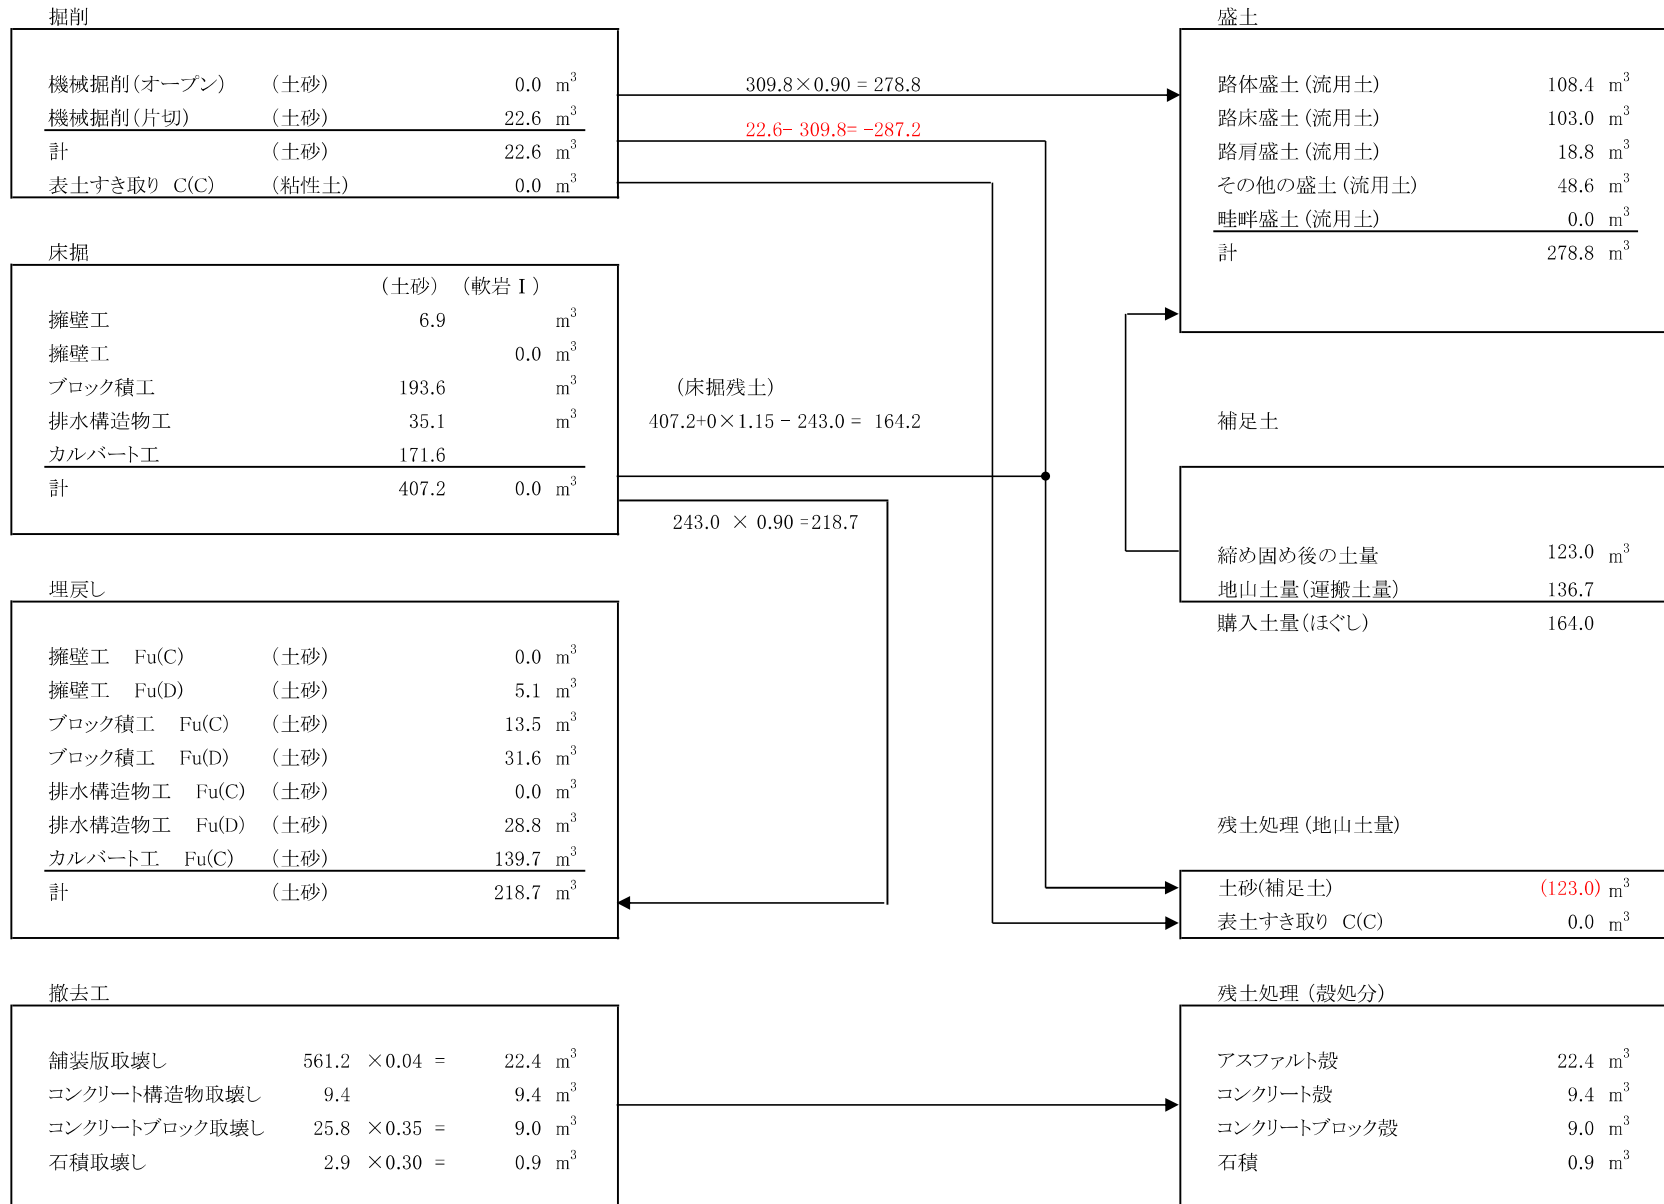 掘削
機械掘削(オープン) (土砂) 0.0 m³
機械掘削(片切) (土砂) 22.6 m³
計 (土砂) 22.6 m³
表土すき取り C(C) (粘性土) 0.0 m³
309.8×0.90 = 278.8
22.6- 309.8= -287.2
盛土
路体盛土(流用土) 108.4 m³
路床盛土(流用土) 103.0 m³
路肩盛土(流用土) 18.8 m³
その他の盛土(流用土) 48.6 m³
畦畔盛土(流用土) 0.0 m³
計 278.8 m³
床掘
(土砂) (軟岩Ⅰ)
擁壁工 6.9 m³
擁壁工 0.0 m³
ブロック積工 193.6 m³
排水構造物工 35.1 m³
カルバート工 171.6
計 407.2 0.0 m³
(床掘残土)
407.2+0×1.15 - 243.0 = 164.2
243.0 × 0.90 =218.7
補足土
締め固め後の土量 123.0 m³
地山土量(運搬土量) 136.7
購入土量(ほぐし) 164.0
埋戻し
擁壁工 Fu(C) (土砂) 0.0 m³
擁壁工 Fu(D) (土砂) 5.1 m³
ブロック積工 Fu(C) (土砂) 13.5 m³
ブロック積工 Fu(D) (土砂) 31.6 m³
排水構造物工 Fu(C) (土砂) 0.0 m³
排水構造物工 Fu(D) (土砂) 28.8 m³
カルバート工 Fu(C) (土砂) 139.7 m³
計 (土砂) 218.7 m³
残土処理(地山土量)
土砂(補足土) (123.0) m³
表土すき取り C(C) 0.0 m³
撤去工
舗装版取壊し 561.2 ×0.04 = 22.4 m³
コンクリート構造物取壊し 9.4 9.4 m³
コンクリートブロック取壊し 25.8 ×0.35 = 9.0 m³
石積取壊し 2.9 ×0.30 = 0.9 m³
残土処理(殻処分)
アスファルト殻 22.4 m³
コンクリート殻 9.4 m³
コンクリートブロック殻 9.0 m³
石積 0.9 m³